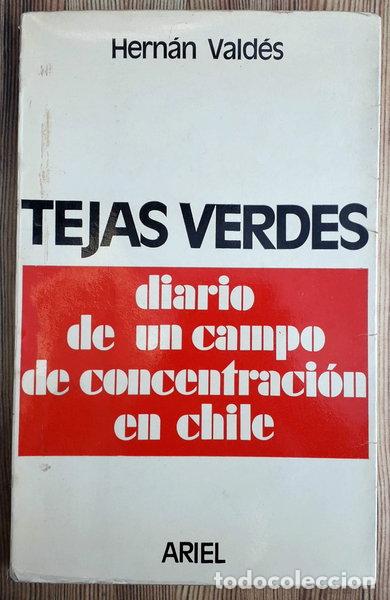 Hernán Valdés
TEJAS VERDES
diario
de un campo
de concentración
en chile
ARIEL
todocoleccion